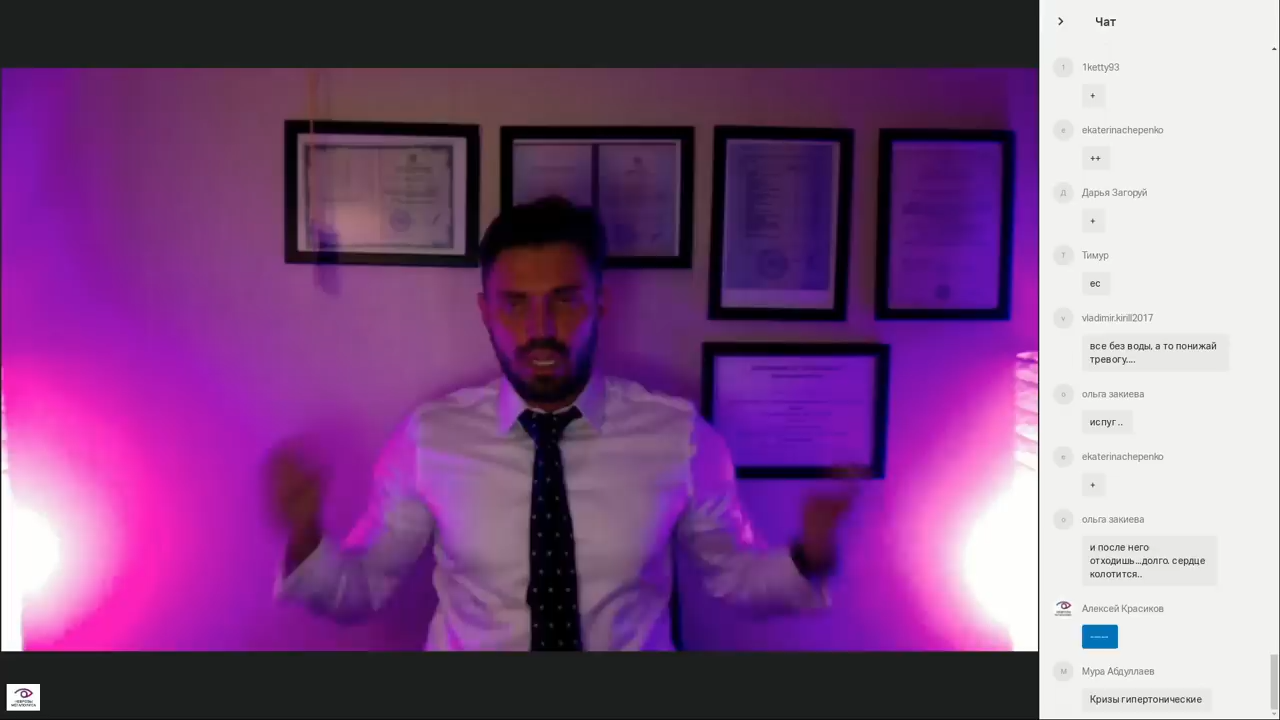 Чат
1ketty93
+
ekaterinachepenko
++
Дарья Загоруй
+
Тимур
ес
vladimir.kirill2017
все без воды, а то понижай
тревогу....
ольга закиева
испуг ..
ekaterinachepenko
+
ольга закиева
и после него
отходишь...долго. сердце
колотится..
Алексей Красиков
Мура Абдуллаев
Кризы гипертонические